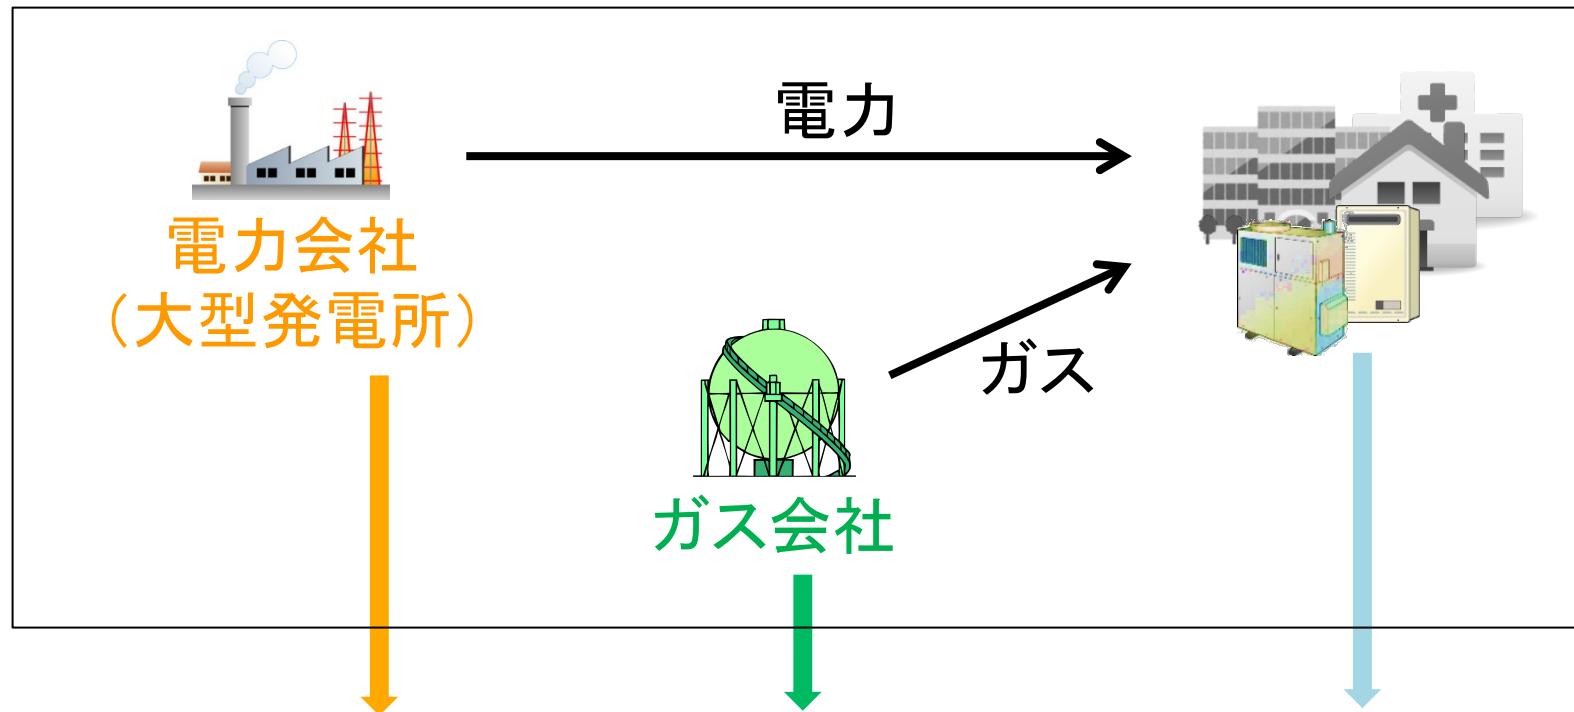 電力
電力会社
（大型発電所）
ガス
ガス会社